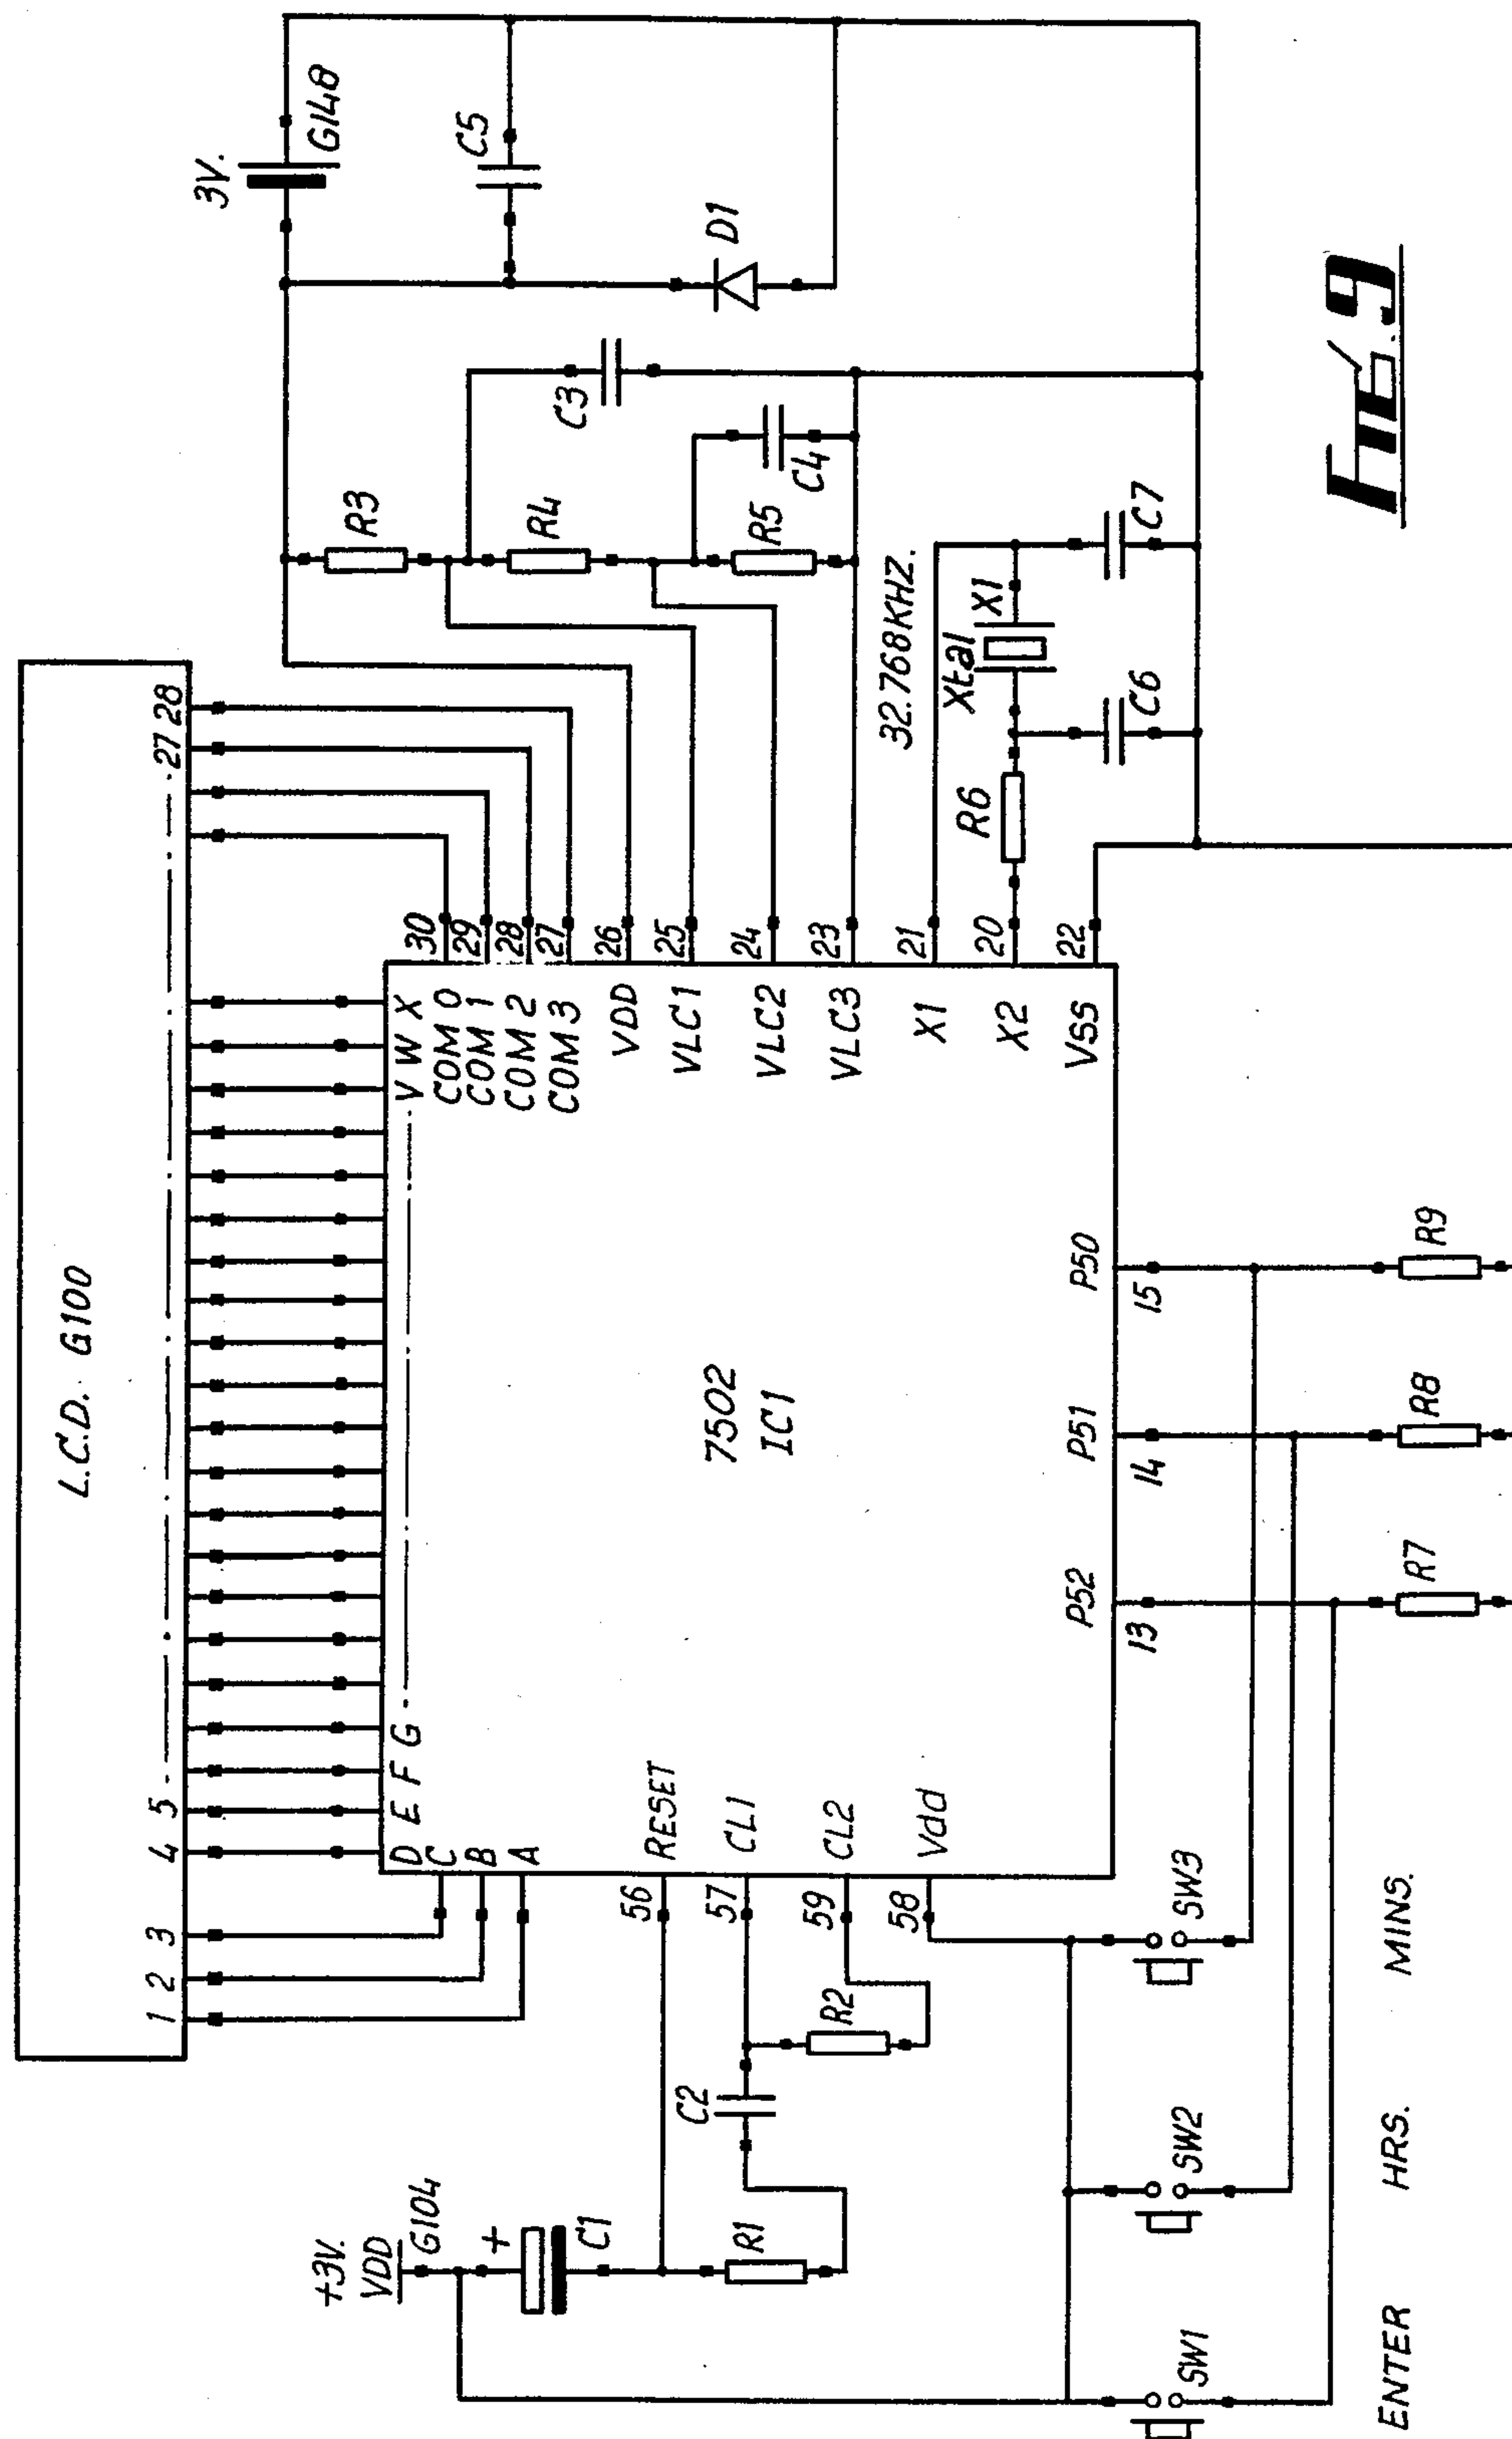 L.C.D. G100
1 2 3 4 5 27 28
D E F G V W X
C
B
A
COM 0
COM 1
COM 2
COM 3
VDD
VLC1
VLC2
VLC3
X1
X2
VSS
30
29
28
27
26
25
24
23
21
20
22
RESET
CL1
CL2
Vdd
56
57
59
58
7502
IC1
P52
P51
P50
13
14
15
+3V.
VDD
G104
+
C1
R1
C2
R2
3V.
G148
C5
D1
R3
R4
R5
C3
C4
32.768KHZ.
Xtal X1
R6
C6
C7
SW1
SW2
SW3
ENTER HRS. MINS.
R7
R8
R9
FIG.9